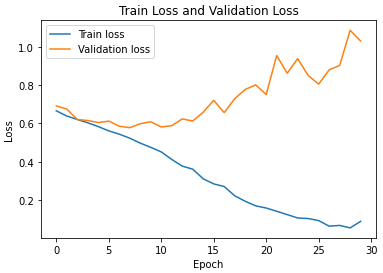 Train Loss and Validation Loss
Train loss
Validation loss
Loss
1.0
0.8
0.6
0.4
0.2
0 5 10 15 20 25 30
Epoch